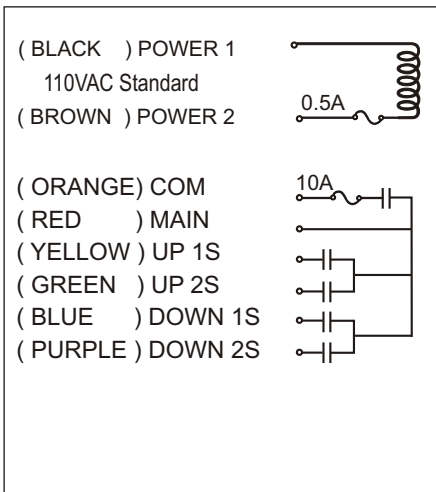 ( BLACK ) POWER 1
110VAC Standard
( BROWN ) POWER 2 0.5A
( ORANGE) COM 10A
( RED ) MAIN
( YELLOW ) UP 1S
( GREEN ) UP 2S
( BLUE ) DOWN 1S
( PURPLE ) DOWN 2S